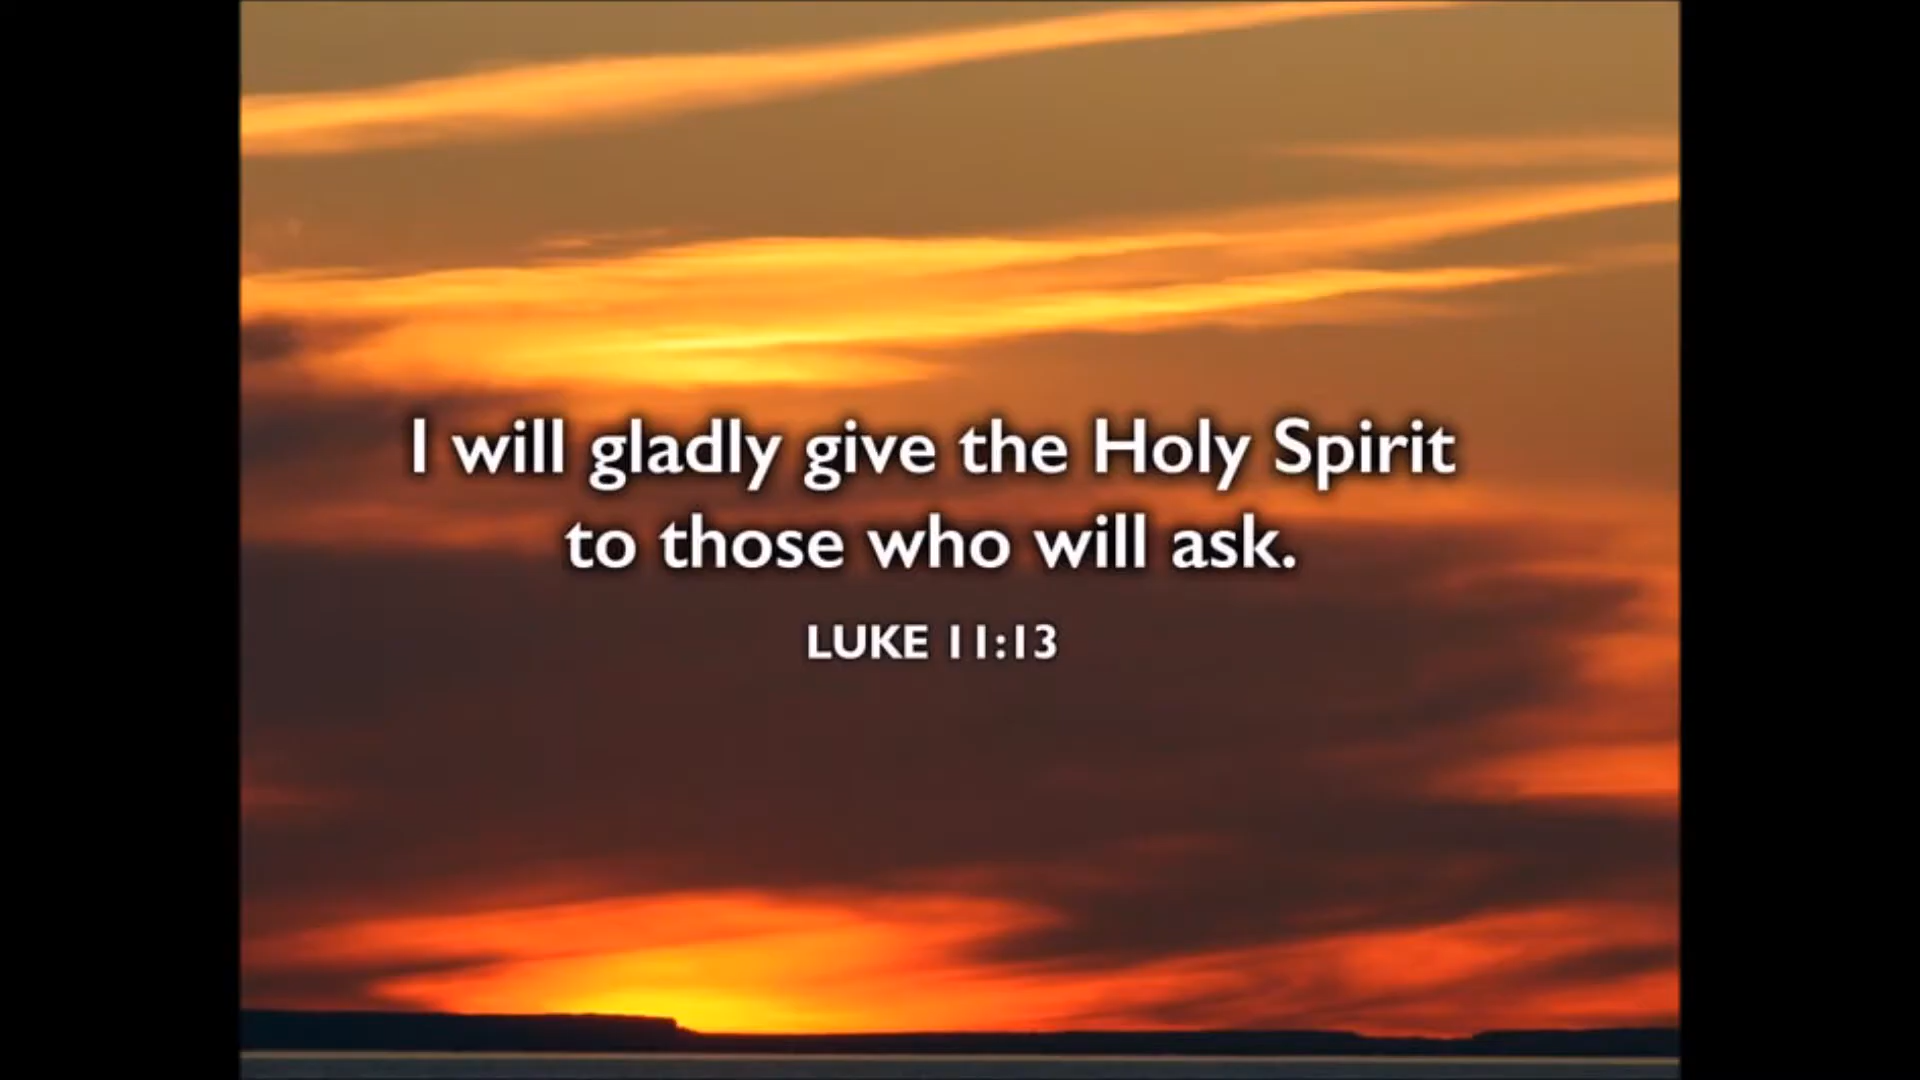 I will gladly give the Holy Spirit
to those who will ask.
LUKE 11:13